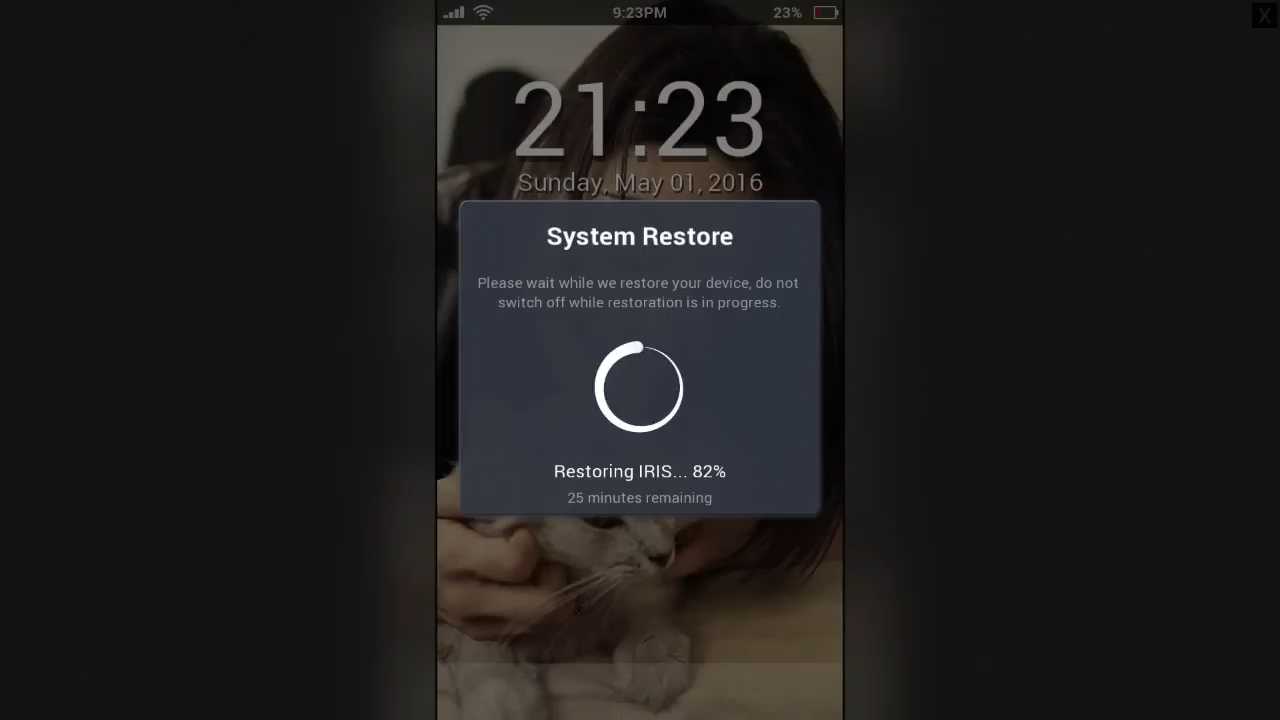 9:23PM 23% X
21:23
Sunday, May 01, 2016
System Restore
Please wait while we restore your device, do not
switch off while restoration is in progress.
Restoring IRIS... 82%
25 minutes remaining